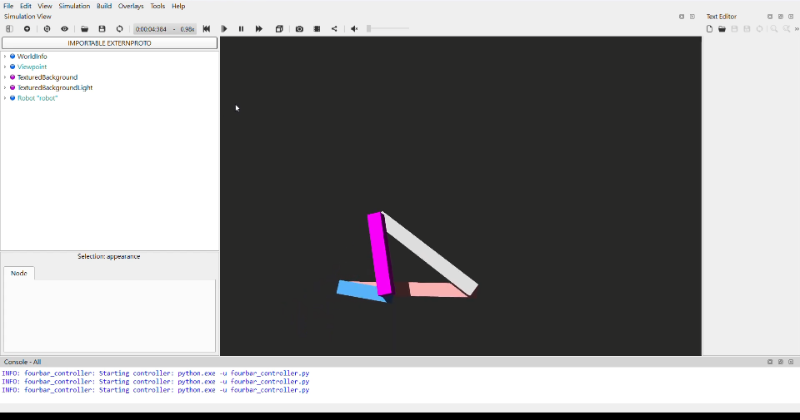 File Edit View Simulation Build Overlays Tools Help
Simulation View
Text Editor
0:00:04:384 - 0.96x
IMPORTABLE EXTERNPROTO
WorldInfo
Viewpoint
TexturedBackground
TexturedBackgroundLight
Robot "robot"
Selection: appearance
Node
Console - All
INFO: fourbar_controller: Starting controller: python.exe -u fourbar_controller.py
INFO: fourbar_controller: Starting controller: python.exe -u fourbar_controller.py
INFO: fourbar_controller: Starting controller: python.exe -u fourbar_controller.py